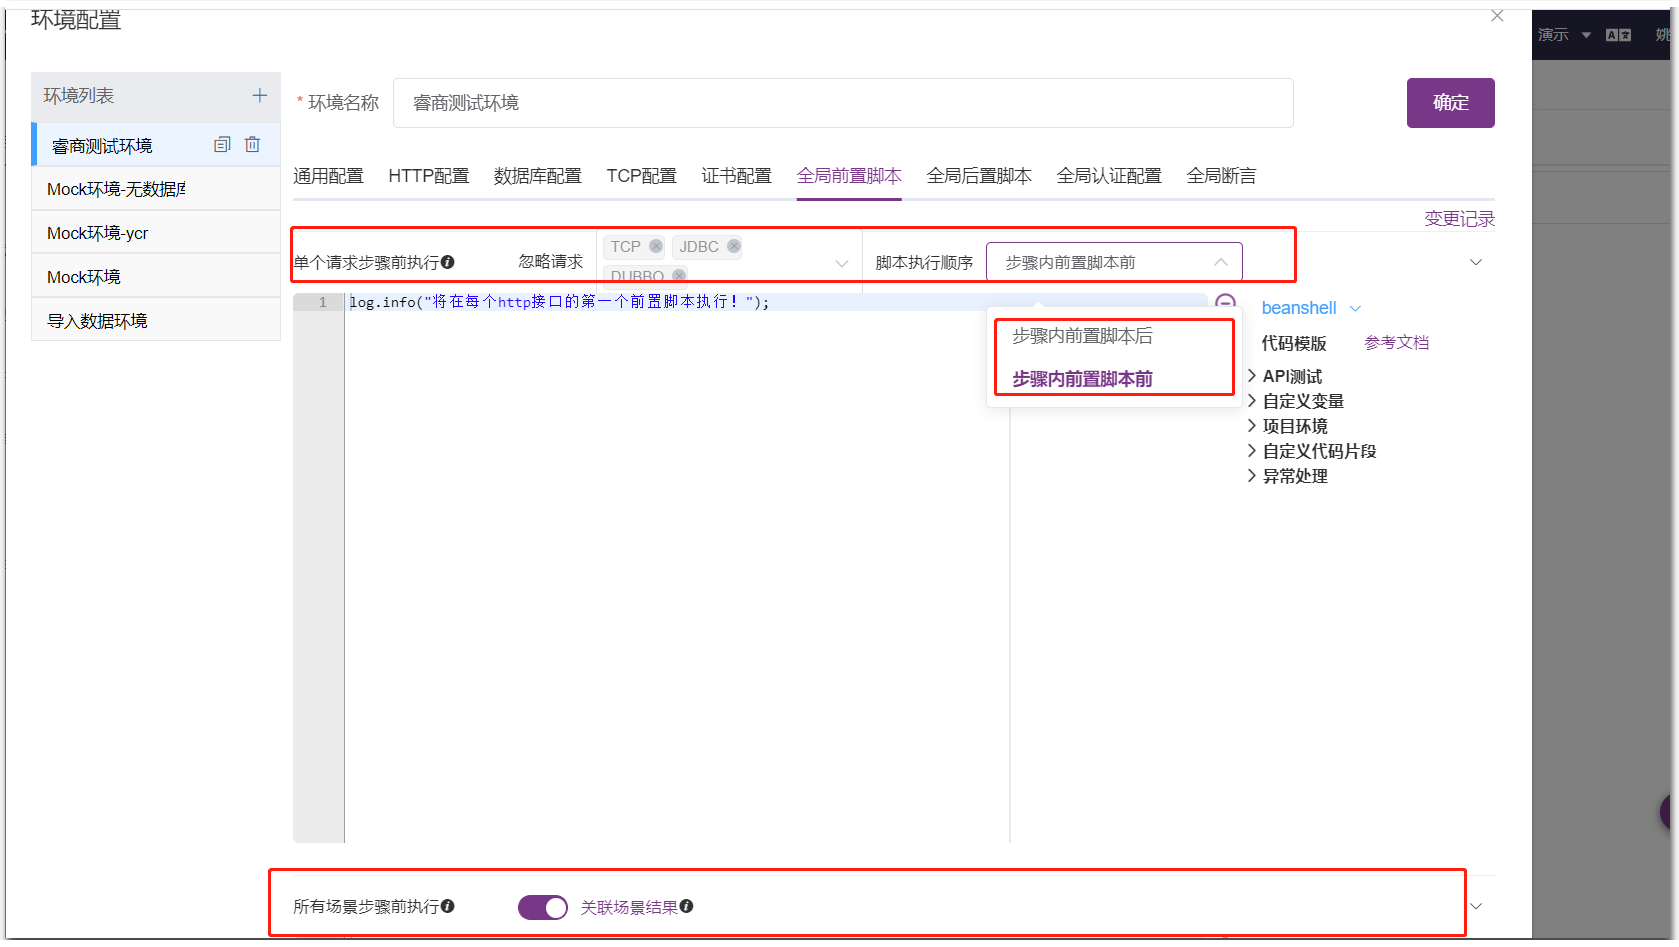 环境配置
演示
姚
环境列表
* 环境名称
睿商测试环境
确定
睿商测试环境
Mock环境-无数据库
Mock环境-ycr
Mock环境
导入数据环境
通用配置 HTTP配置 数据库配置 TCP配置 证书配置 全局前置脚本 全局后置脚本 全局认证配置 全局断言
变更记录
单个请求步骤前执行 忽略请求 TCP JDBC
DUBBO
脚本执行顺序 步骤内前置脚本前
1 log.info("将在每个http接口的第一个前置脚本执行！");
步骤内前置脚本后
步骤内前置脚本前
beanshell
代码模版 参考文档
API测试
自定义变量
项目环境
自定义代码片段
异常处理
所有场景步骤前执行 关联场景结果